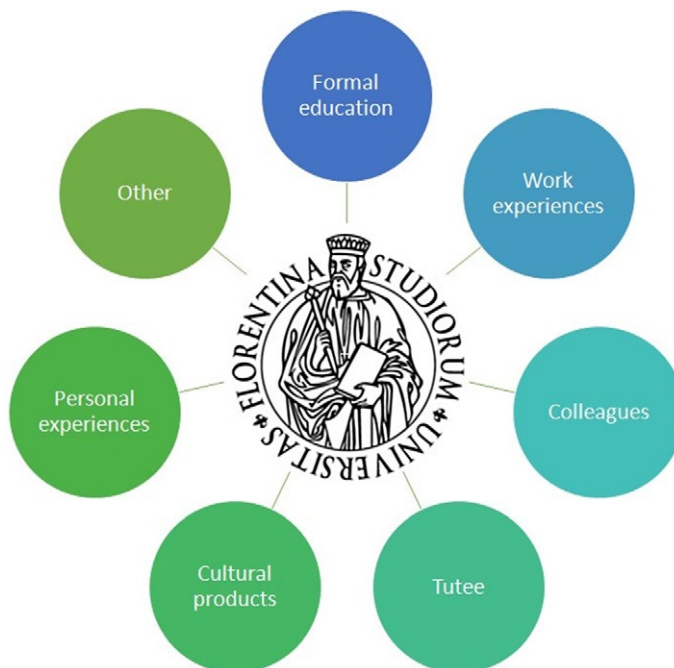 Formal
education
Work
experiences
Colleagues
Tutee
Cultural
products
Personal
experiences
Other
FLORENTINA STUDIORUM UNIVERSITAS